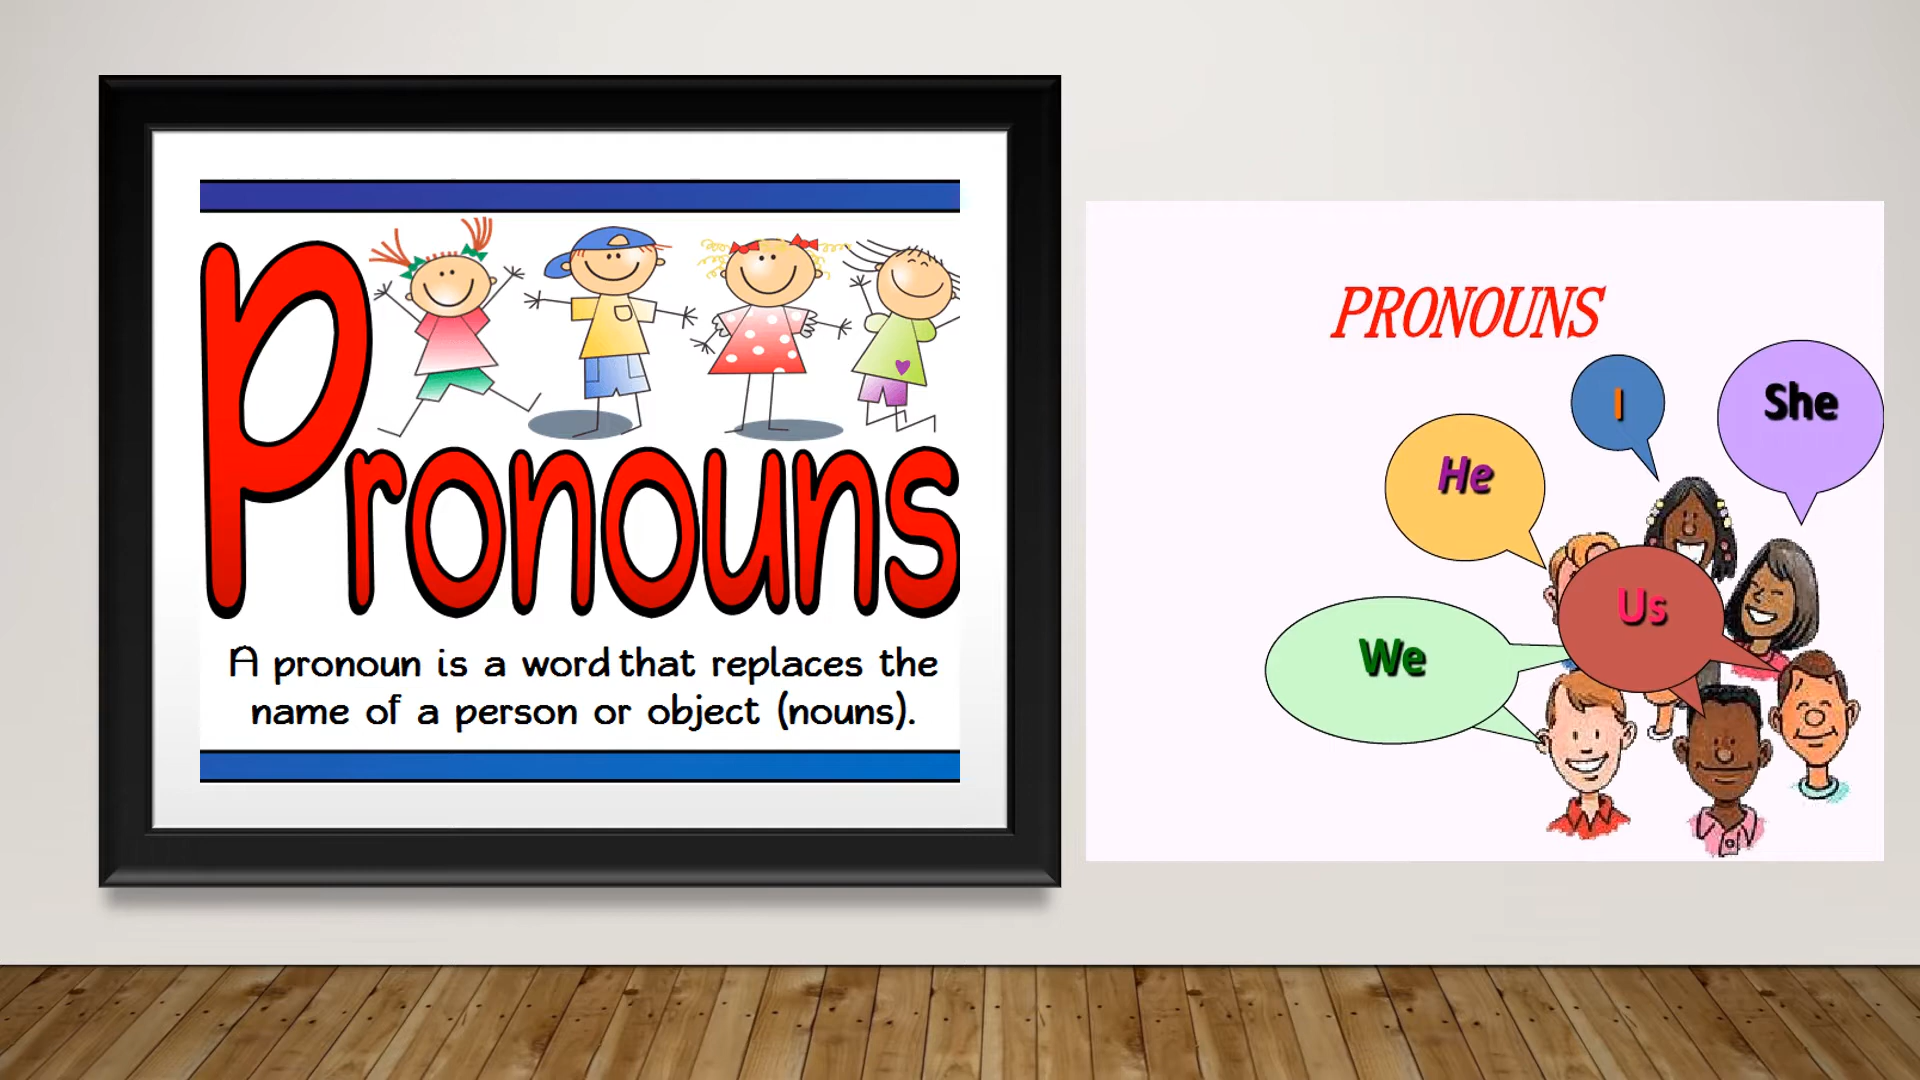 Pronouns
A pronoun is a word that replaces the
name of a person or object (nouns).
PRONOUNS
I
She
He
Us
We